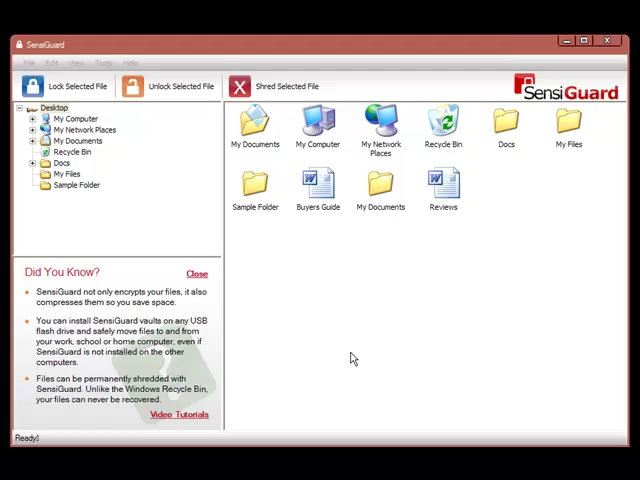 SensiGuard
File Edit View Tools Help
Lock Selected File Unlock Selected File Shred Selected File
SensiGuard
Desktop
My Computer
My Network Places
My Documents
Recycle Bin
Docs
My Files
Sample Folder
My Documents My Computer My Network Places Recycle Bin Docs My Files
Sample Folder Buyers Guide My Documents Reviews
Did You Know?
Close
SensiGuard not only encrypts your files, it also
compresses them so you save space.
You can install SensiGuard vaults on any USB
flash drive and safely move files to and from
your work, school or home computer, even if
SensiGuard is not installed on the other
computers.
Files can be permanently shredded with
SensiGuard. Unlike the Windows Recycle Bin,
your files can never be recovered.
Video Tutorials
Ready!